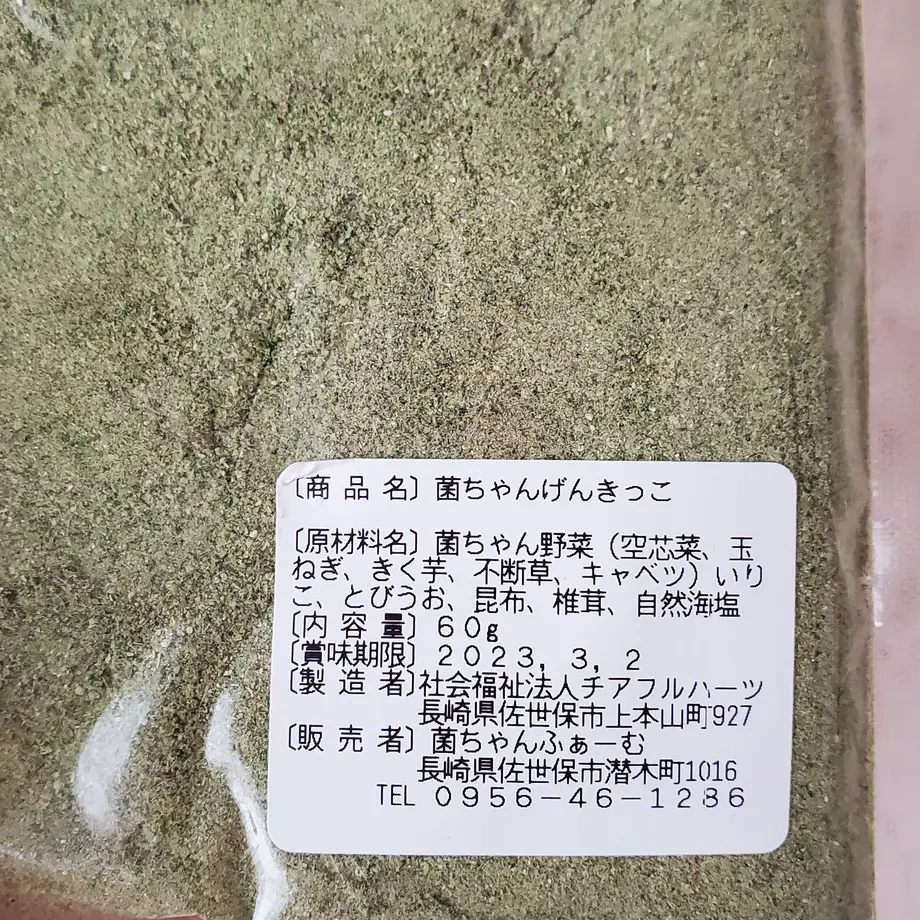 〔商品名〕菌ちゃんげんきっこ
〔原材料名〕菌ちゃん野菜（空芯菜、玉
ねぎ、きく芋、不断草、キャベツ）いり
こ、とびうお、昆布、椎茸、自然海塩
〔内容量〕60g
〔賞味期限〕2023，3，2
〔製造者〕社会福祉法人チアフルハーツ
長崎県佐世保市上本山町927
〔販売者〕菌ちゃんふぁーむ
長崎県佐世保市潜木町1016
TEL 0956－46－1286